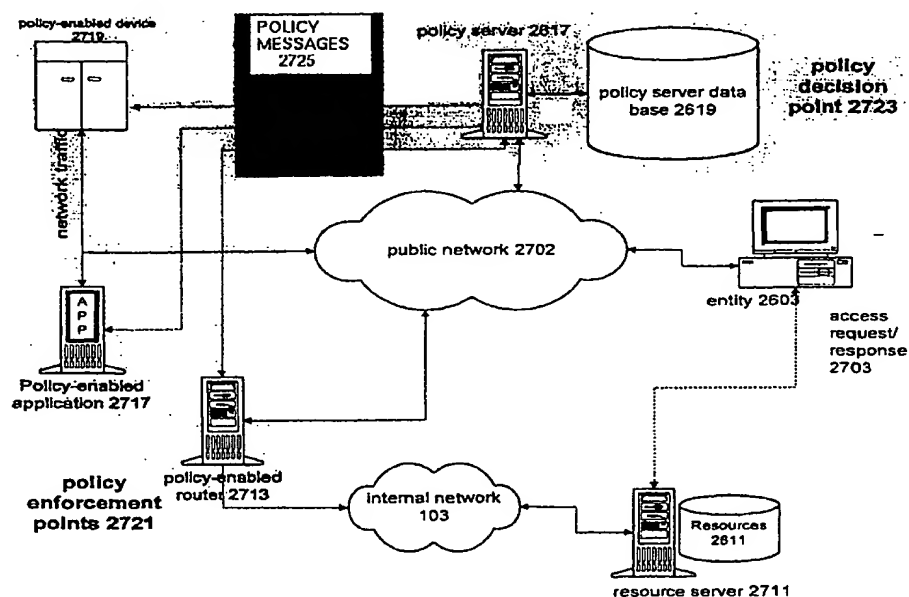 policy-enabled device
2719
POLICY
MESSAGES
2725
policy server 2617
policy server data
base 2619
policy
decision
point 2723
network traffic
public network 2702
entity 2603
access
request/
response
2703
A
P
P
Policy-enabled
application 2717
policy-enabled
router 2713
policy
enforcement
points 2721
internal network
103
Resources
2611
resource server 2711